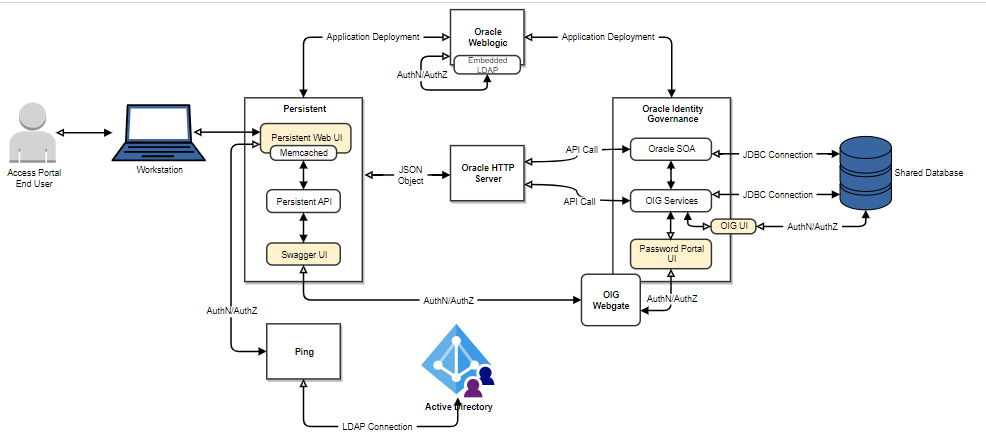 Oracle
Weblogic
Embedded
LDAP
Application Deployment
Application Deployment
AuthN/AuthZ
Persistent
Persistent Web UI
Memcached
Persistent API
Swagger UI
Access Portal
End User
Workstation
JSON
Object
Oracle HTTP
Server
API Call
API Call
Oracle Identity
Governance
Oracle SOA
OIG Services
OIG UI
Password Portal
UI
JDBC Connection
JDBC Connection
Shared Database
AuthN/AuthZ
OIG
Webgate
AuthN/AuthZ
AuthN/AuthZ
AuthN/AuthZ
Ping
Active Directory
LDAP Connection